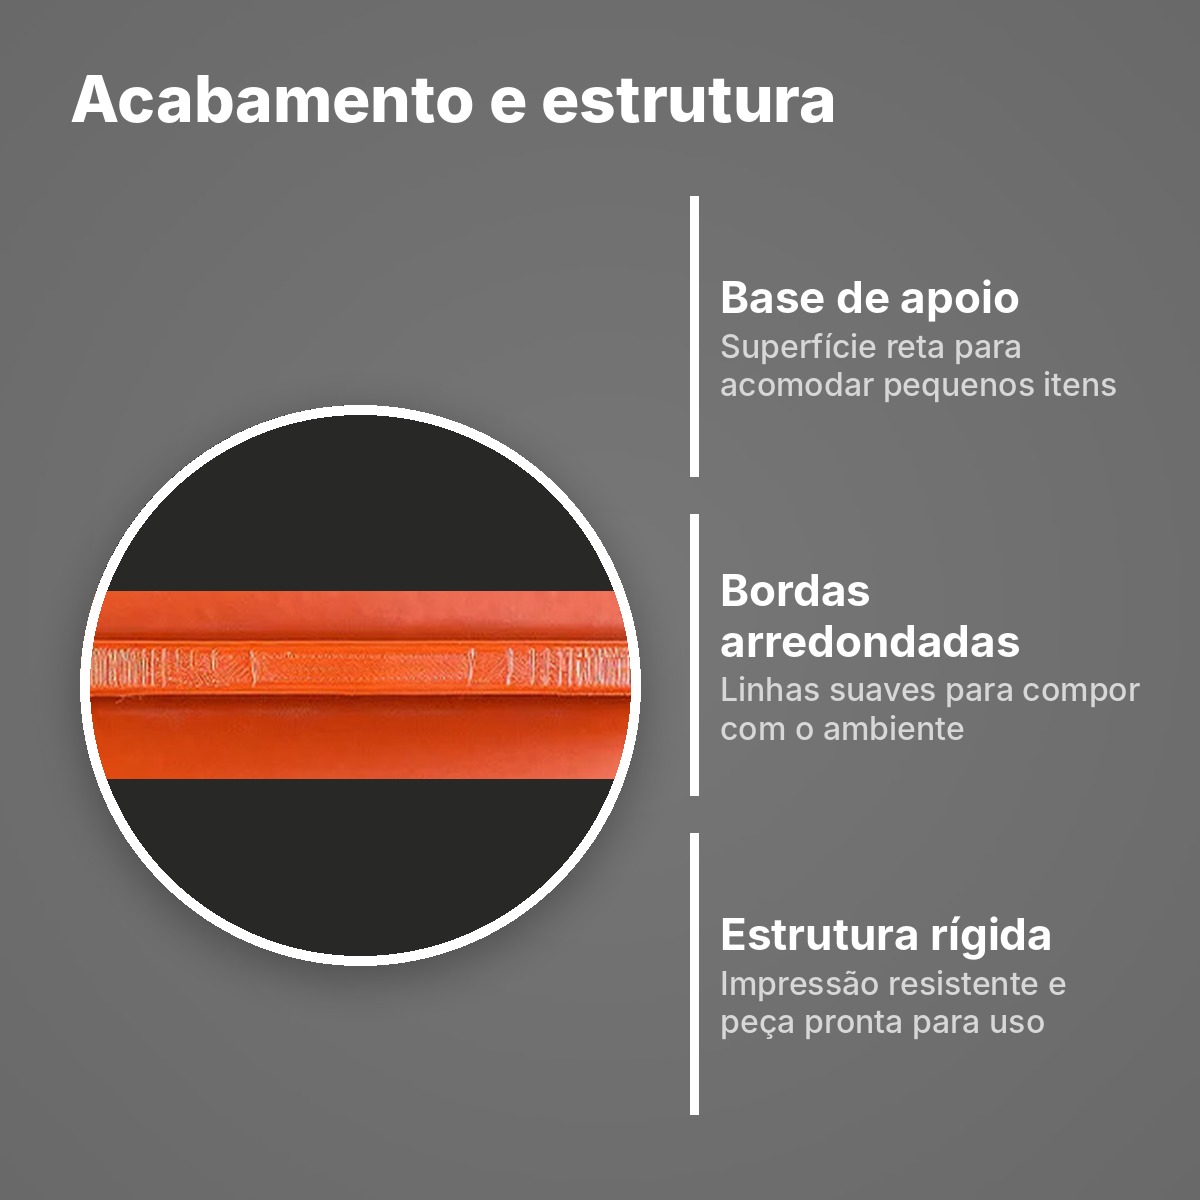 Acabamento e estrutura
Base de apoio
Superfície reta para
acomodar pequenos itens
Bordas
arredondadas
Linhas suaves para compor
com o ambiente
Estrutura rígida
Impressão resistente e
peça pronta para uso